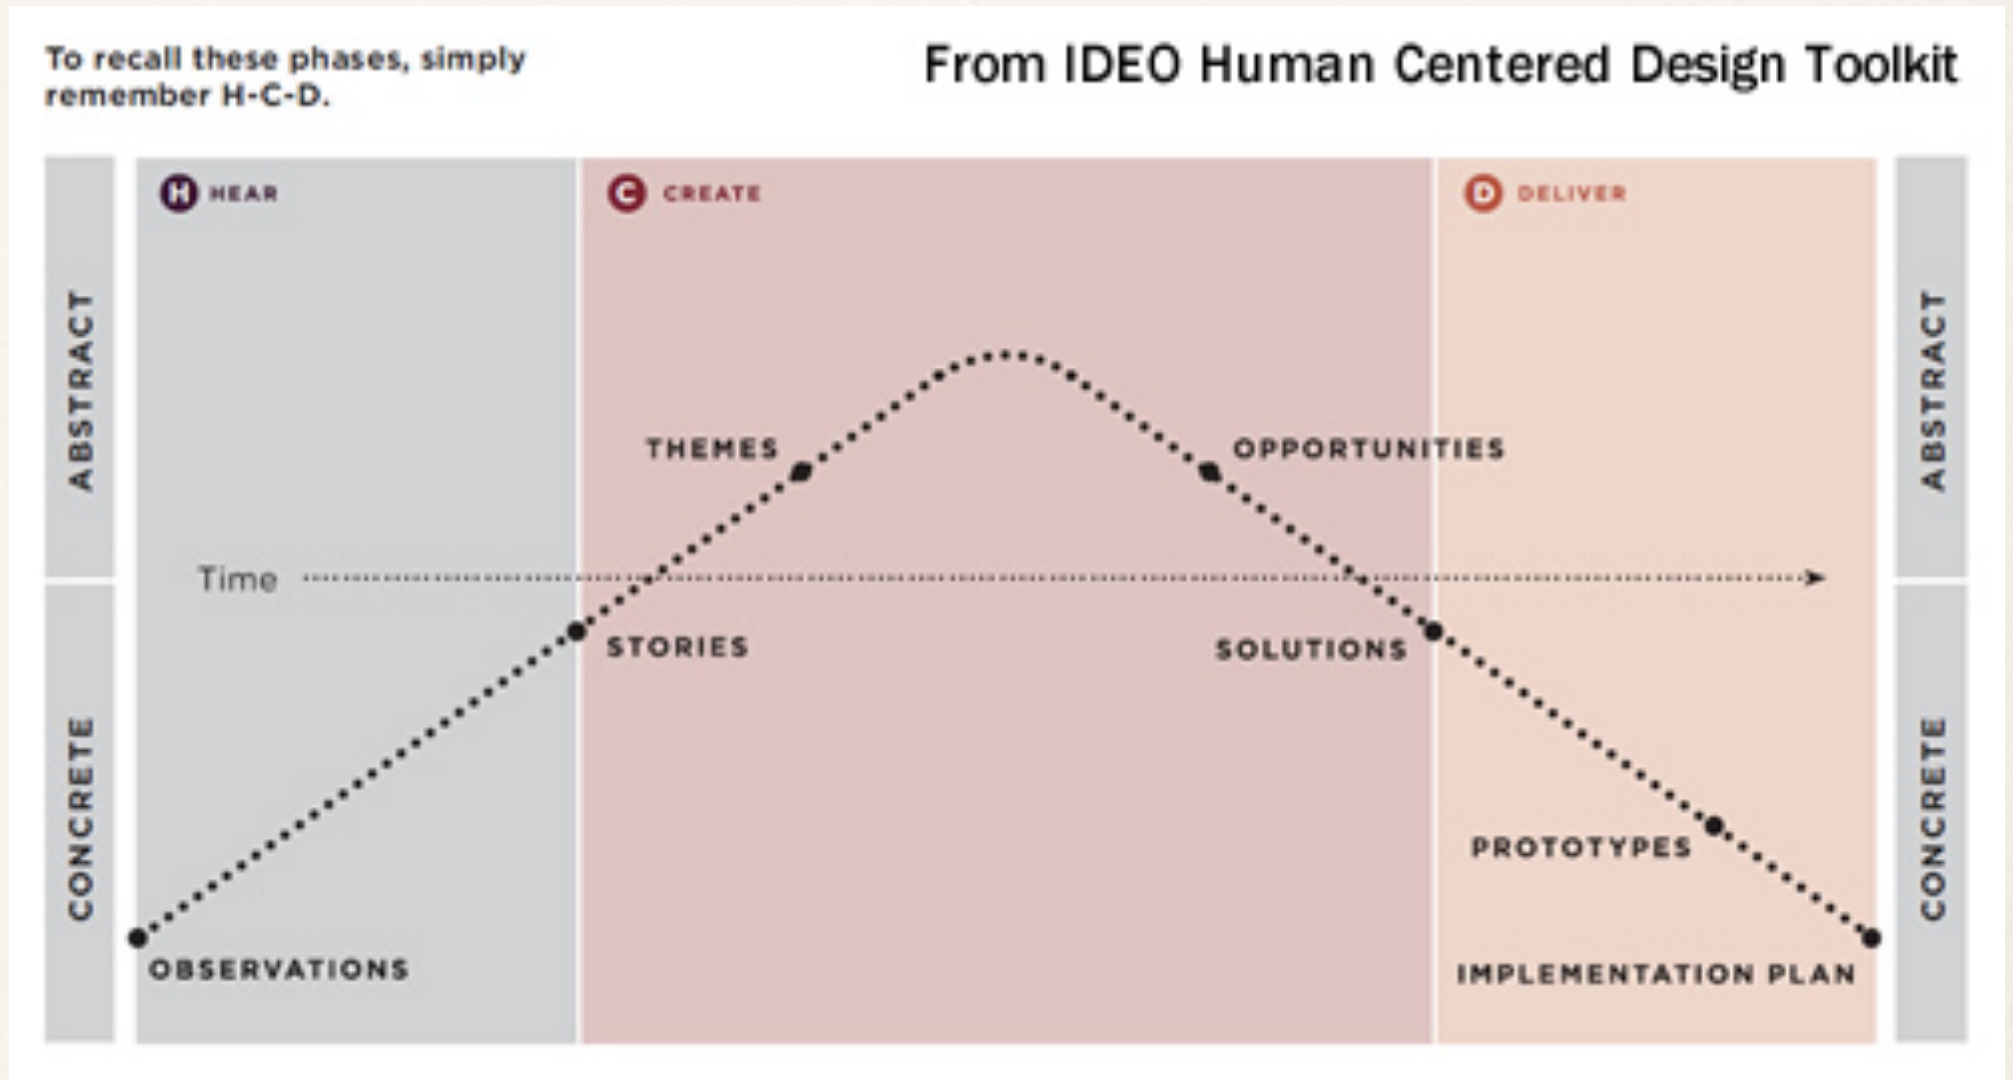 To recall these phases, simply
remember H-C-D.
From IDEO Human Centered Design Toolkit
H HEAR
C CREATE
D DELIVER
ABSTRACT
ABSTRACT
THEMES
OPPORTUNITIES
Time
STORIES
SOLUTIONS
CONCRETE
CONCRETE
PROTOTYPES
OBSERVATIONS
IMPLEMENTATION PLAN